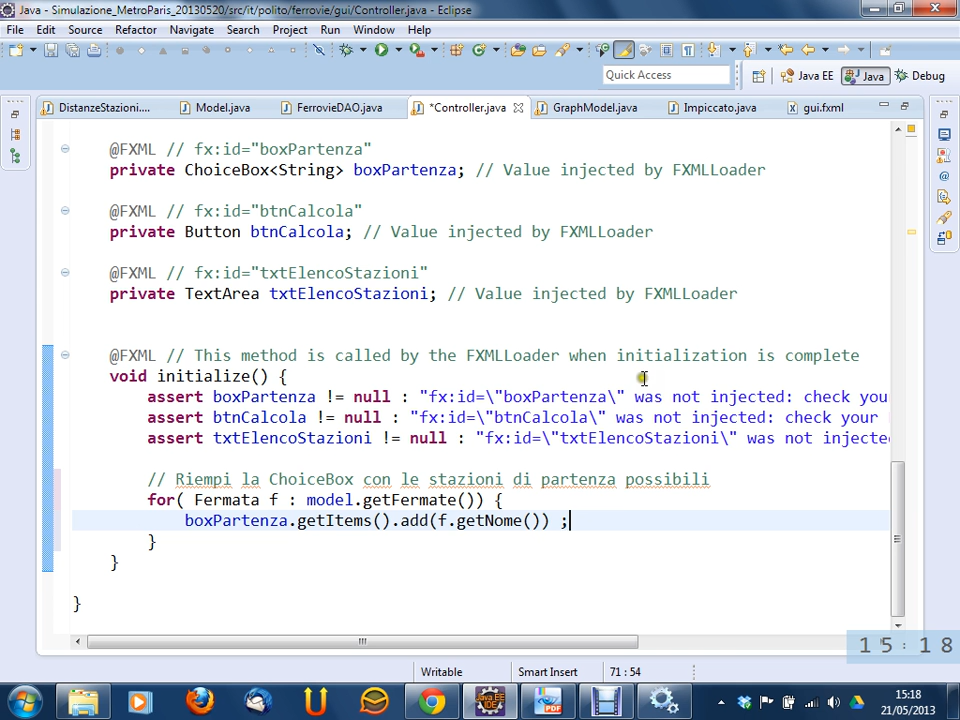 Java - Simulazione_MetroParis_20130520/src/it/polito/ferrovie/gui/Controller.java - Eclipse
File Edit Source Refactor Navigate Search Project Run Window Help
Quick Access
Java EE Java Debug
DistanzeStazioni.... Model.java FerrovieDAO.java *Controller.java GraphModel.java Impiccato.java gui.fxml
@FXML // fx:id="boxPartenza"
private ChoiceBox<String> boxPartenza; // Value injected by FXMLLoader
@FXML // fx:id="btnCalcola"
private Button btnCalcola; // Value injected by FXMLLoader
@FXML // fx:id="txtElencoStazioni"
private TextArea txtElencoStazioni; // Value injected by FXMLLoader
@FXML // This method is called by the FXMLLoader when initialization is complete
void initialize() {
assert boxPartenza != null : "fx:id=\"boxPartenza\" was not injected: check you
assert btnCalcola != null : "fx:id=\"btnCalcola\" was not injected: check your
assert txtElencoStazioni != null : "fx:id=\"txtElencoStazioni\" was not injecte
// Riempi la ChoiceBox con le stazioni di partenza possibili
for( Fermata f : model.getFermate()) {
boxPartenza.getItems().add(f.getNome()) ;
}
}
}
15:18
Writable Smart Insert 71 : 54
15:18
21/05/2013